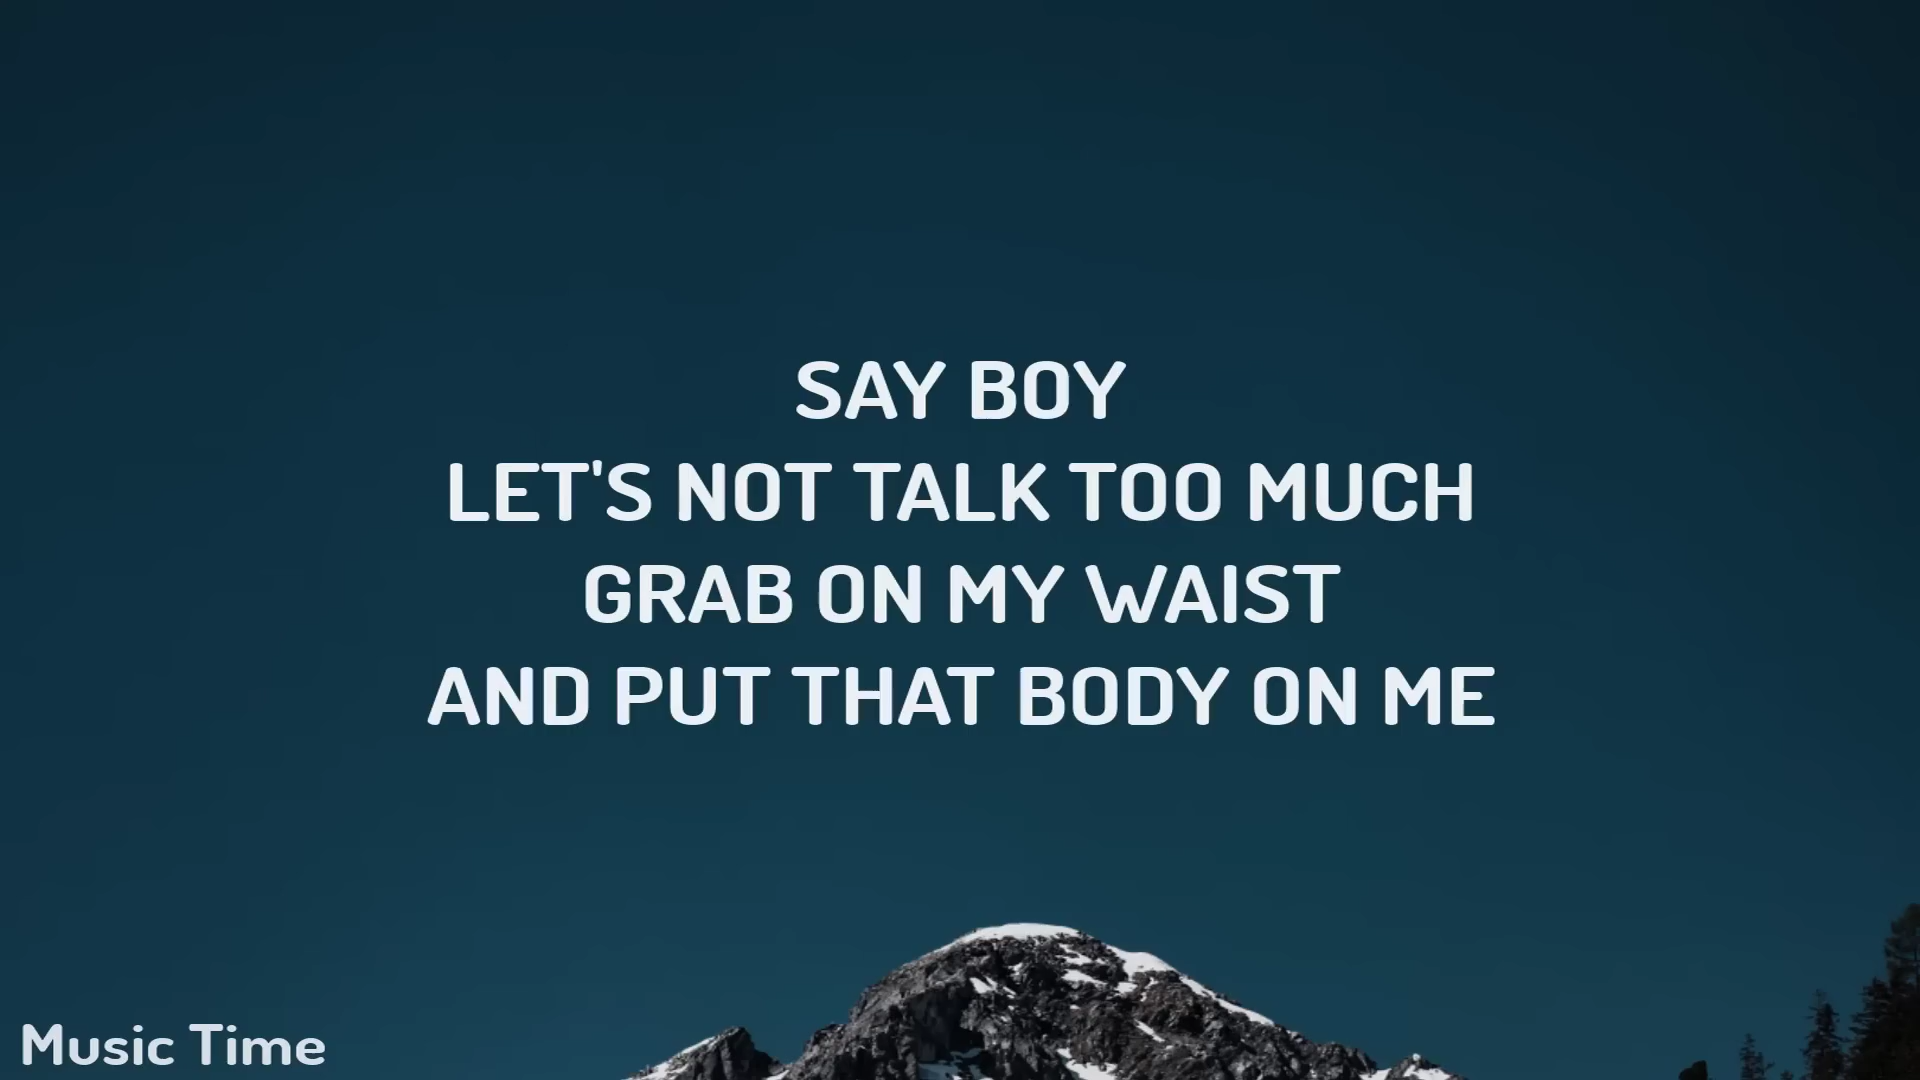 SAY BOY
LET'S NOT TALK TOO MUCH
GRAB ON MY WAIST
AND PUT THAT BODY ON ME
Music Time